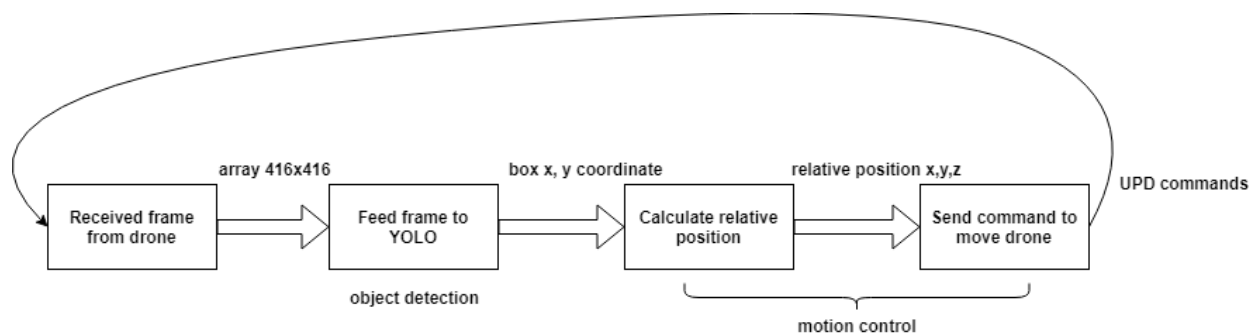 array 416x416
box x, y coordinate
relative position x,y,z
UPD commands
Received frame
from drone
Feed frame to
YOLO
Calculate relative
position
Send command to
move drone
object detection
motion control